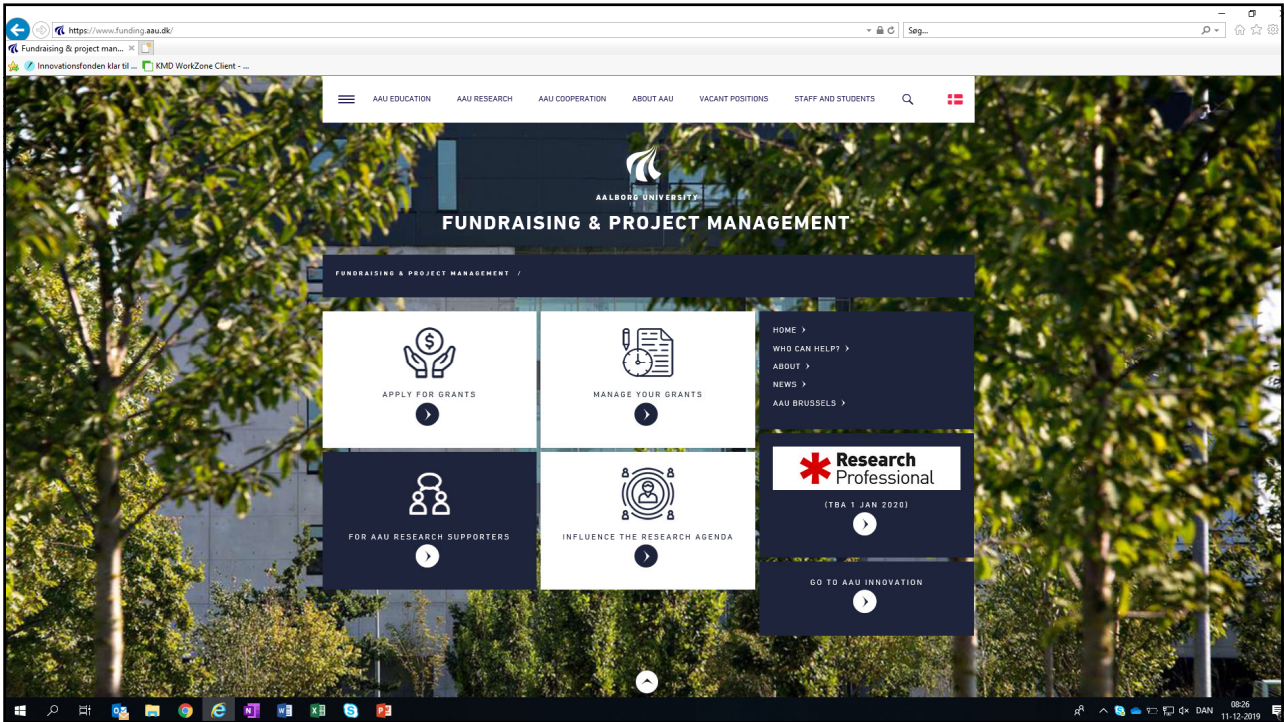 https://www.funding.aau.dk/
Søg...
Fundraising & project man...
Innovationsfonden klar til ...
KMD WorkZone Client - ...
AAU EDUCATION
AAU RESEARCH
AAU COOPERATION
ABOUT AAU
VACANT POSITIONS
STAFF AND STUDENTS
AALBORG UNIVERSITY
FUNDRAISING & PROJECT MANAGEMENT
FUNDRAISING & PROJECT MANAGEMENT /
APPLY FOR GRANTS
MANAGE YOUR GRANTS
HOME
WHO CAN HELP?
ABOUT
NEWS
AAU BRUSSELS
Research
Professional
(TBA 1 JAN 2020)
FOR AAU RESEARCH SUPPORTERS
INFLUENCE THE RESEARCH AGENDA
GO TO AAU INNOVATION
DAN
08:26
11-12-2019